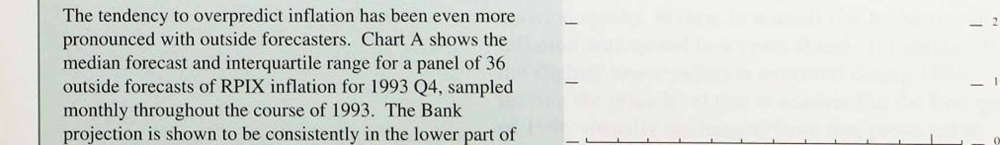 The tendency to overpredict inflation has been even more
pronounced with outside forecasters. Chart A shows the
median forecast and interquartile range for a panel of 36
outside forecasts of RPIX inflation for 1993 Q4, sampled
monthly throughout the course of 1993. The Bank
projection is shown to be consistently in the lower part of
2
1
0